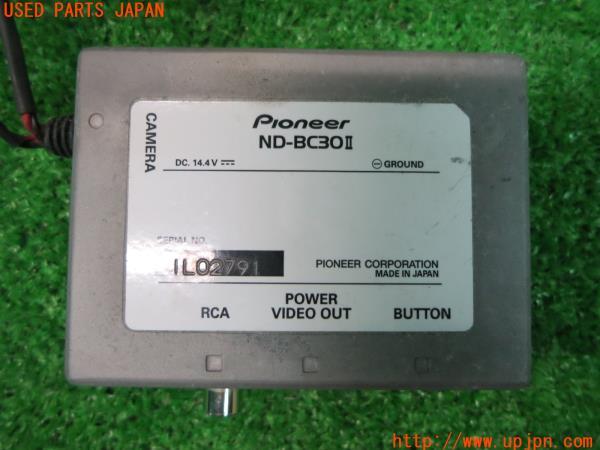 USED PARTS JAPAN
CAMERA
Pioneer
ND-BC30II
DC. 14.4V
GROUND
SERIAL NO.
ILO2791
PIONEER CORPORATION
MADE IN JAPAN
RCA
POWER
VIDEO OUT
BUTTON
http://www.upjpn.com/